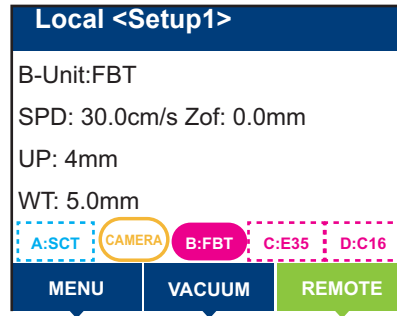 Local <Setup1>
B-Unit:FBT
SPD: 30.0cm/s Zof: 0.0mm
UP: 4mm
WT: 5.0mm
A:SCT CAMERA B:FBT C:E35 D:C16
MENU VACUUM REMOTE